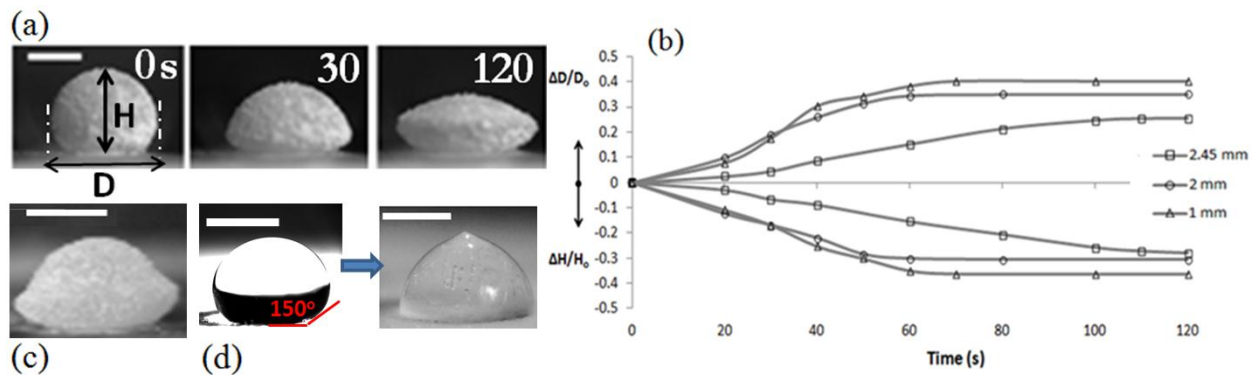 (a)
0 s
30
120
H
D
(c)
150°
(d)
(b)
ΔD/D₀
ΔH/H₀
0.5
0.4
0.3
0.2
0.1
0
-0.1
-0.2
-0.3
-0.4
-0.5
0 20 40 60 80 100 120
Time (s)
2.45 mm
2 mm
1 mm